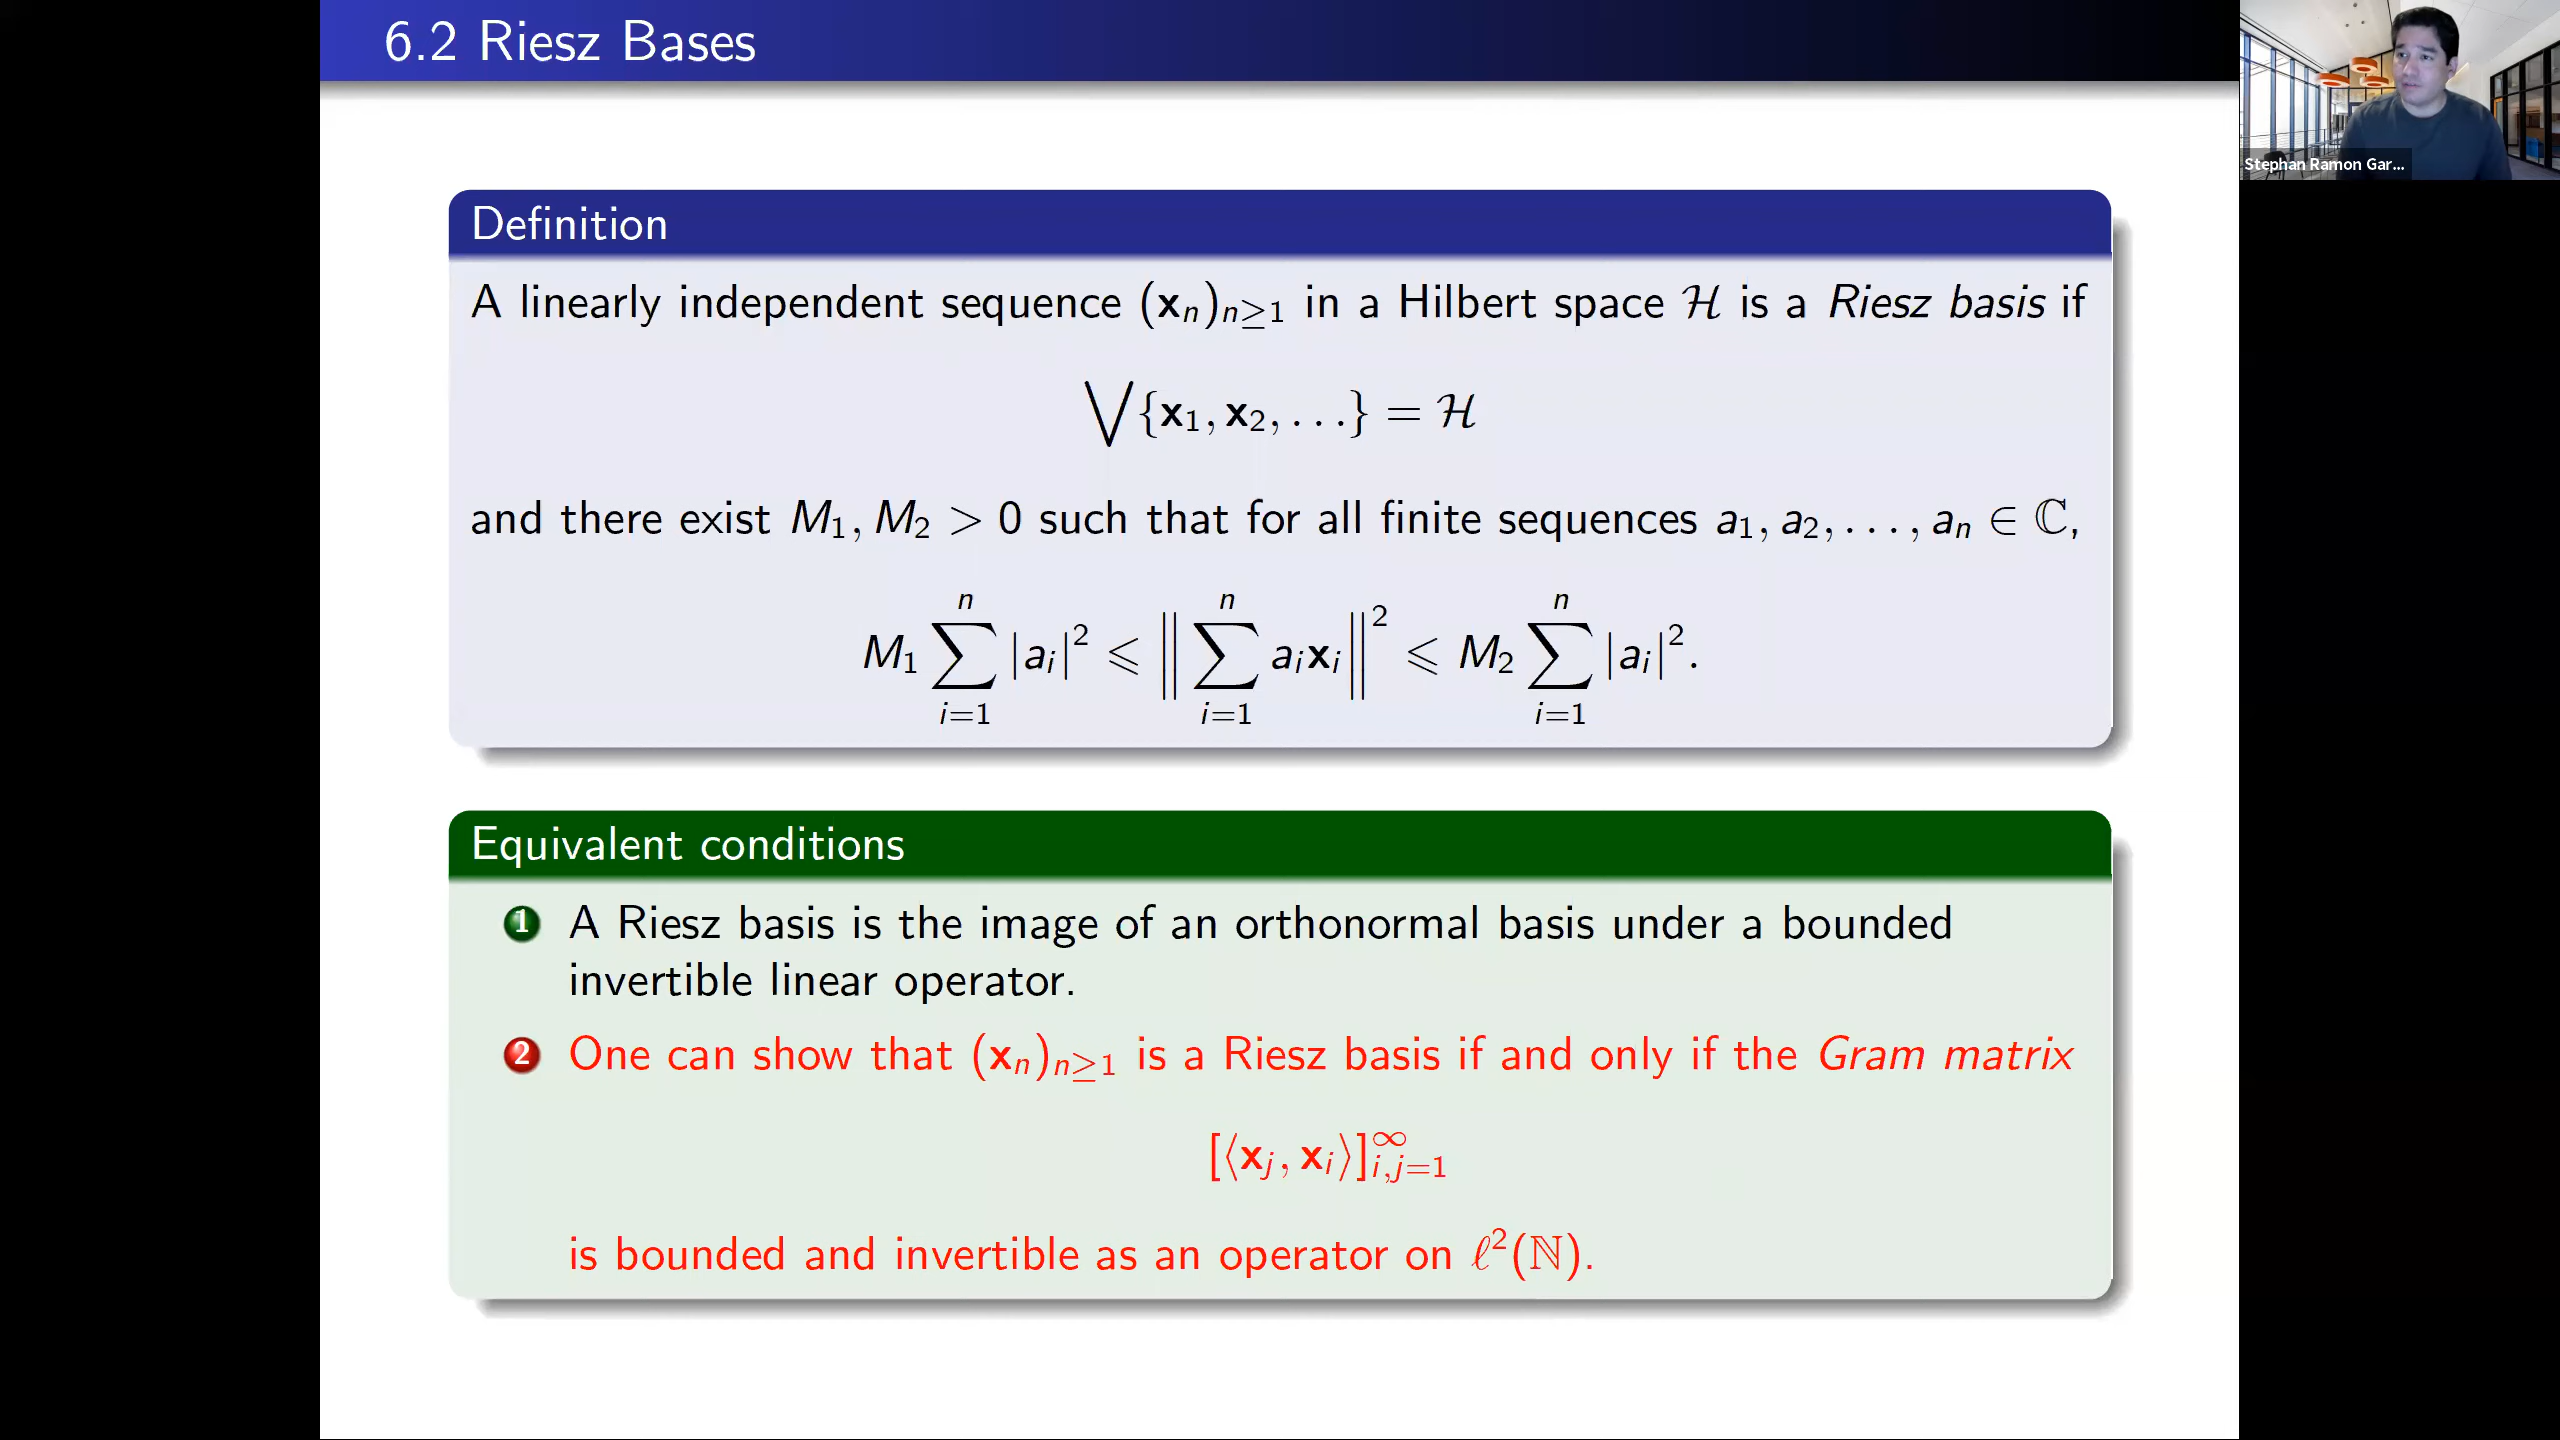 6.2 Riesz Bases
Stephan Ramon Gar...
Definition
A linearly independent sequence (x_n)_{n≥1} in a Hilbert space ℋ is a Riesz basis if
⋁{x_1, x_2, . . .} = ℋ
and there exist M_1, M_2 > 0 such that for all finite sequences a_1, a_2, . . . , a_n ∈ ℂ,
M_1 ∑_{i=1}^{n} |a_i|^2 ⩽ ‖∑_{i=1}^{n} a_i x_i‖^2 ⩽ M_2 ∑_{i=1}^{n} |a_i|^2.
Equivalent conditions
1 A Riesz basis is the image of an orthonormal basis under a bounded
invertible linear operator.
2 One can show that (x_n)_{n≥1} is a Riesz basis if and only if the Gram matrix
[⟨x_j, x_i⟩]_{i,j=1}^{∞}
is bounded and invertible as an operator on ℓ^2(ℕ).